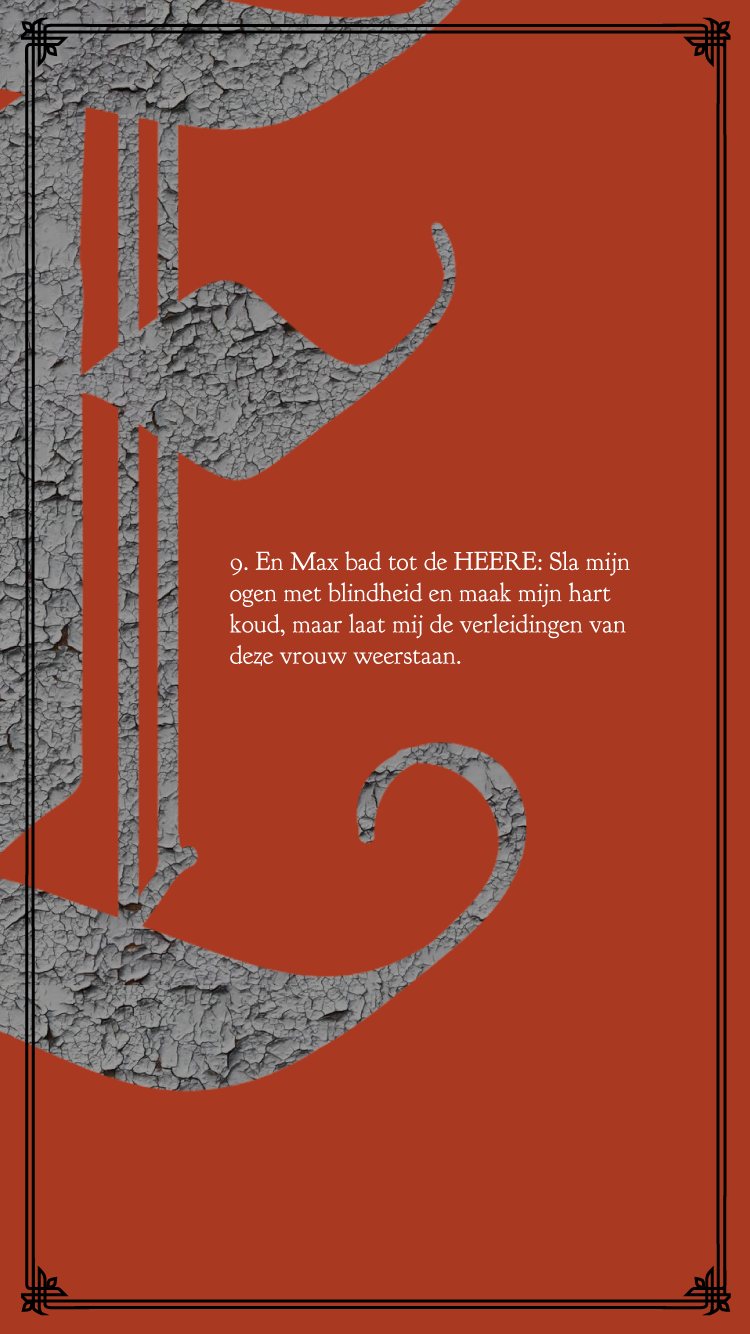 9. En Max bad tot de HEERE: Sla mijn
ogen met blindheid en maak mijn hart
koud, maar laat mij de verleidingen van
deze vrouw weerstaan.